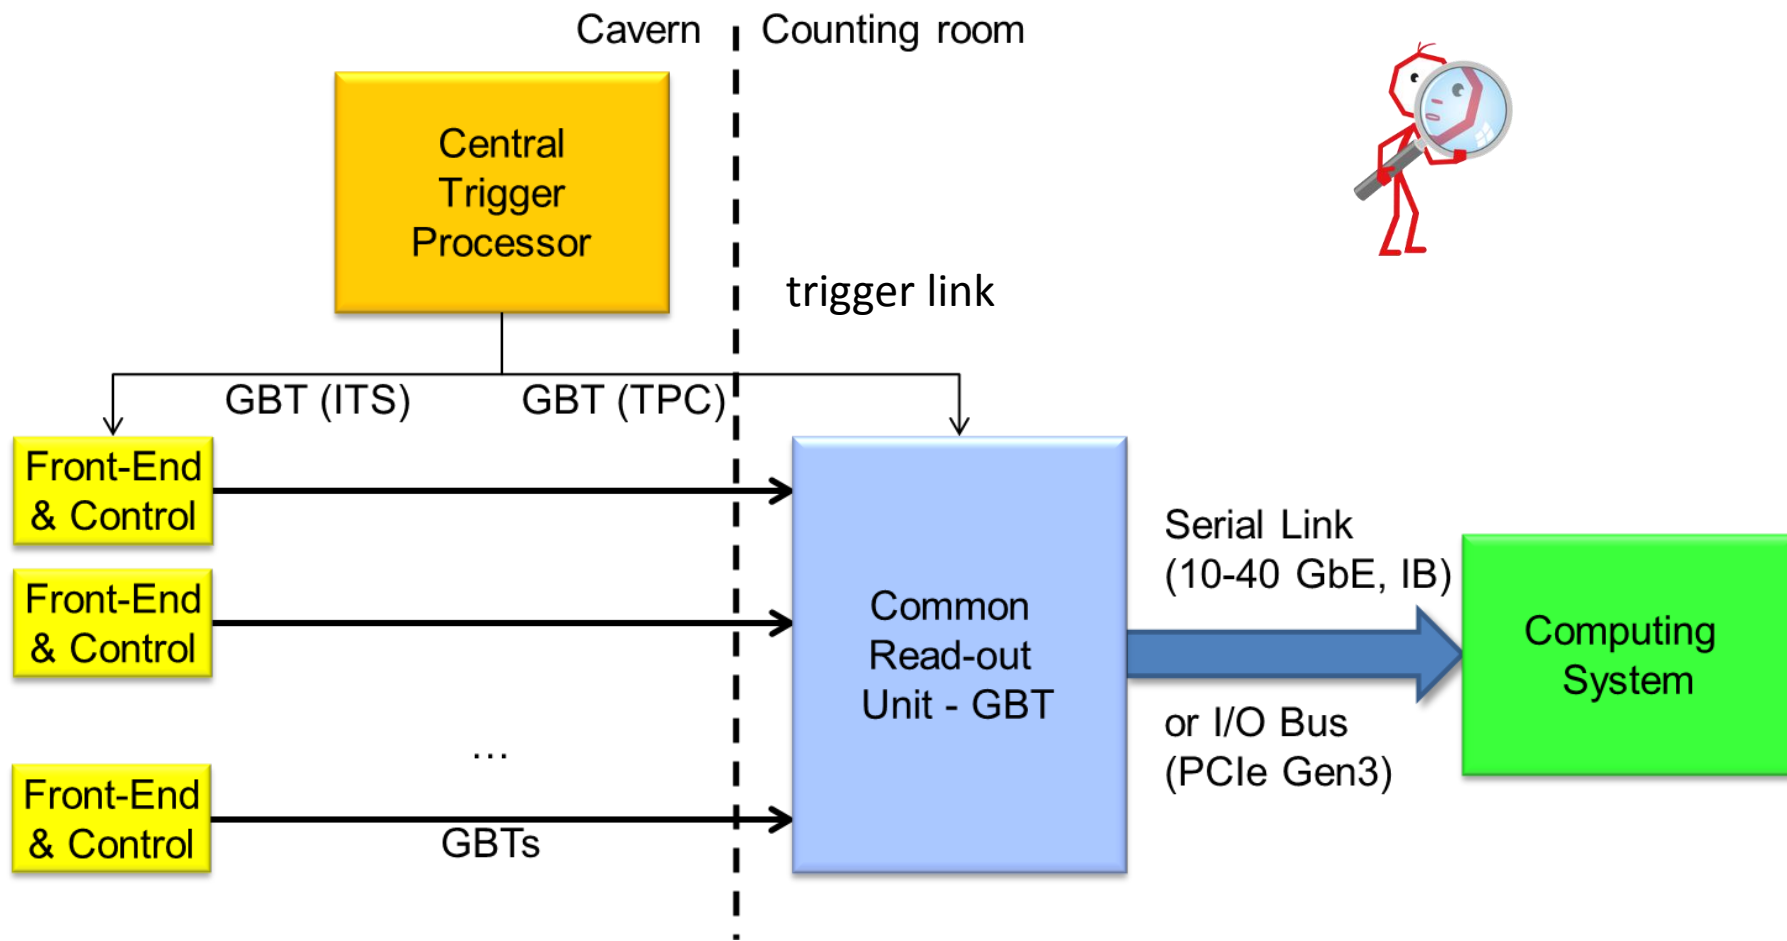 Cavern
Counting room
Central
Trigger
Processor
trigger link
GBT (ITS)
GBT (TPC)
Front-End
& Control
Front-End
& Control
...
Front-End
& Control
GBTs
Common
Read-out
Unit - GBT
Serial Link
(10-40 GbE, IB)
or I/O Bus
(PCIe Gen3)
Computing
System